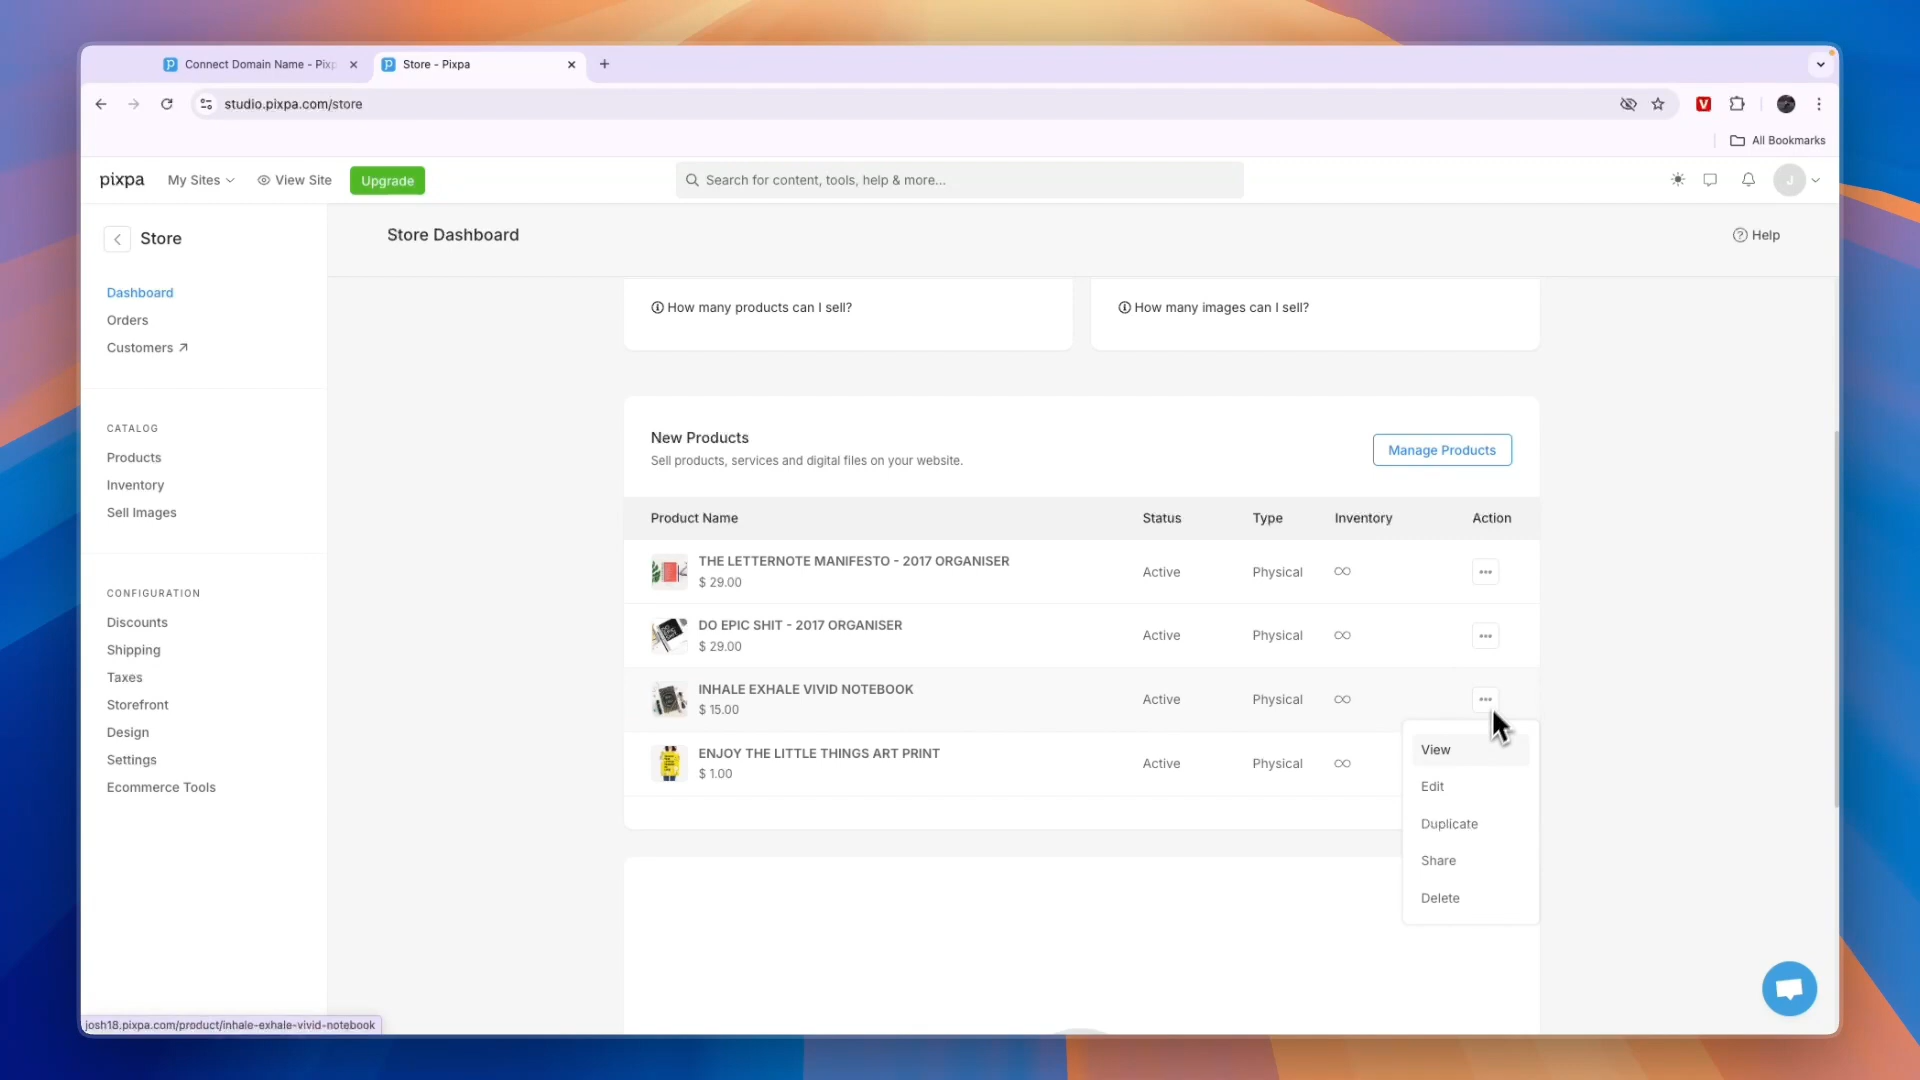 Connect Domain Name - Pixp
Store - Pixpa
studio.pixpa.com/store
All Bookmarks
pixpa
My Sites
View Site
Upgrade
Search for content, tools, help & more...
J
Store
Store Dashboard
Help
Dashboard
Orders
Customers
CATALOG
Products
Inventory
Sell Images
CONFIGURATION
Discounts
Shipping
Taxes
Storefront
Design
Settings
Ecommerce Tools
How many products can I sell?
How many images can I sell?
New Products
Sell products, services and digital files on your website.
Manage Products
Product Name Status Type Inventory Action
THE LETTERNOTE MANIFESTO - 2017 ORGANISER
$ 29.00
Active Physical ∞
DO EPIC SHIT - 2017 ORGANISER
$ 29.00
Active Physical ∞
INHALE EXHALE VIVID NOTEBOOK
$ 15.00
Active Physical ∞
ENJOY THE LITTLE THINGS ART PRINT
$ 1.00
Active Physical ∞
View
Edit
Duplicate
Share
Delete
josh18.pixpa.com/product/inhale-exhale-vivid-notebook